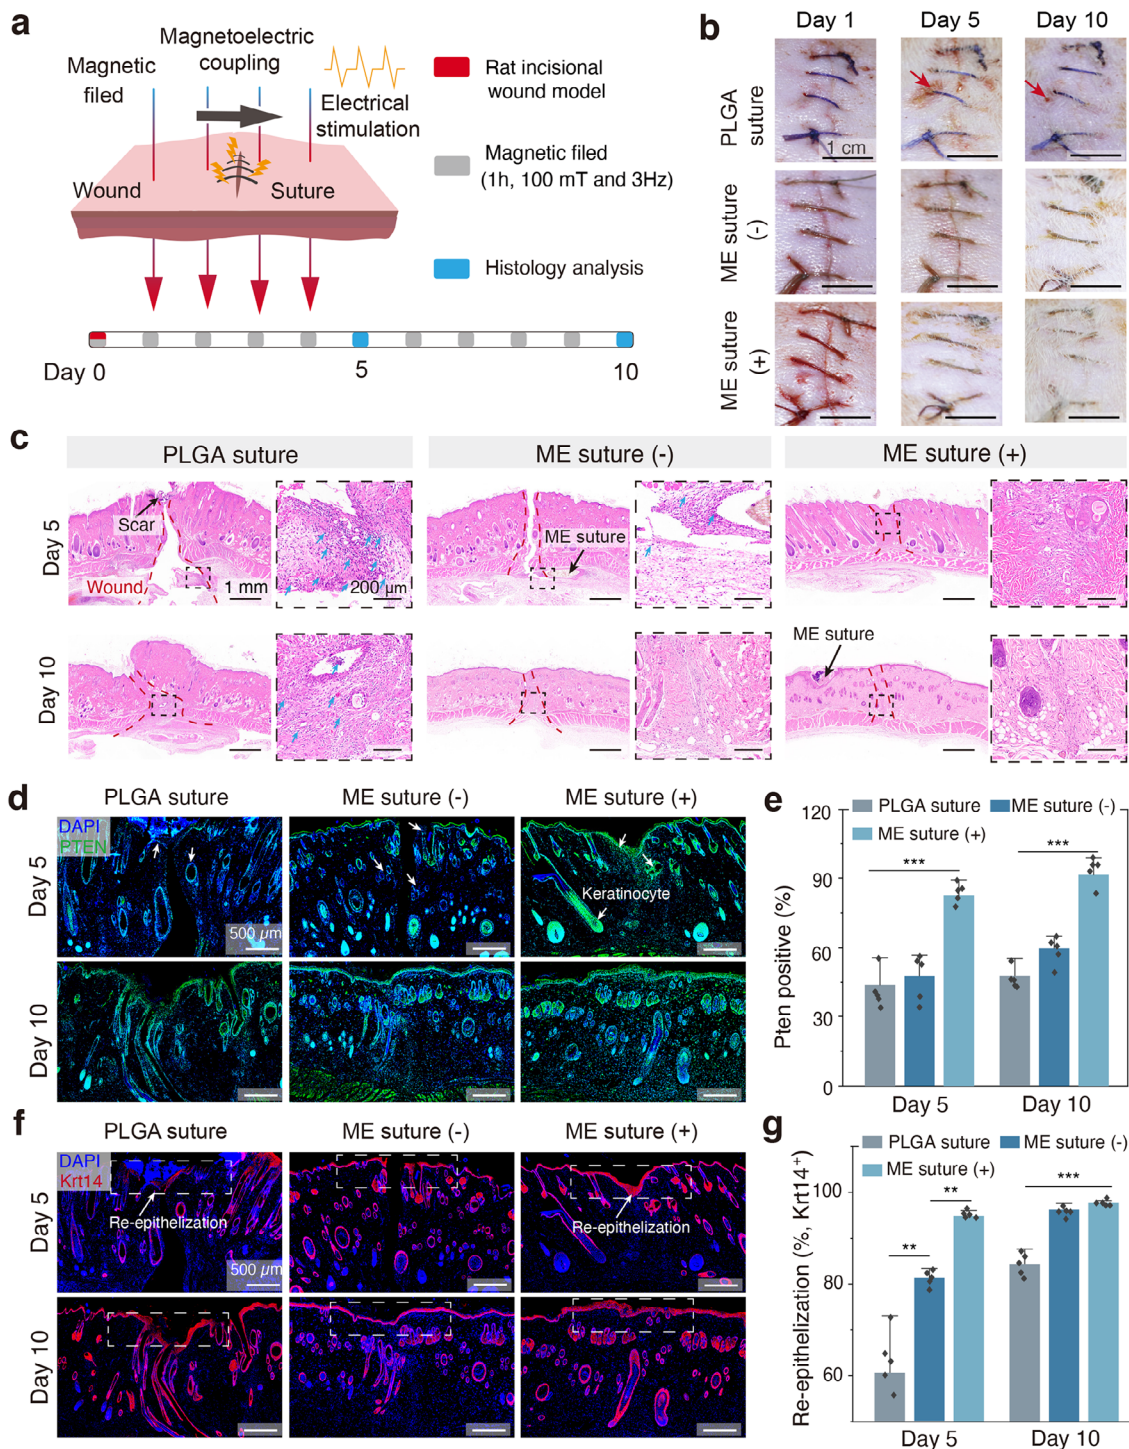 a
Magnetic
filed
Magnetoelectric
coupling
Electrical
stimulation
Wound
Suture
Rat incisional
wound model
Magnetic filed
(1h, 100 mT and 3Hz)
Histology analysis
Day 0
5
10
b
Day 1
Day 5
Day 10
PLGA
suture
1 cm
ME suture
(-)
ME suture
(+)
c
PLGA suture
ME suture (-)
ME suture (+)
Day 5
Scar
Wound
1 mm
200 µm
ME suture
Day 10
ME suture
d
PLGA suture
ME suture (-)
ME suture (+)
Day 5
DAPI
PTEN
500 µm
Keratinocyte
Day 10
e
PLGA suture
ME suture (-)
ME suture (+)
Pten positive (%)
120
90
60
30
0
***
***
Day 5
Day 10
f
PLGA suture
ME suture (-)
ME suture (+)
Day 5
DAPI
Krt14
Re-epithelization
500 µm
Re-epithelization
Day 10
g
PLGA suture
ME suture (-)
ME suture (+)
Re-epithelization (%, Krt14⁺)
100
80
60
**
**
***
Day 5
Day 10